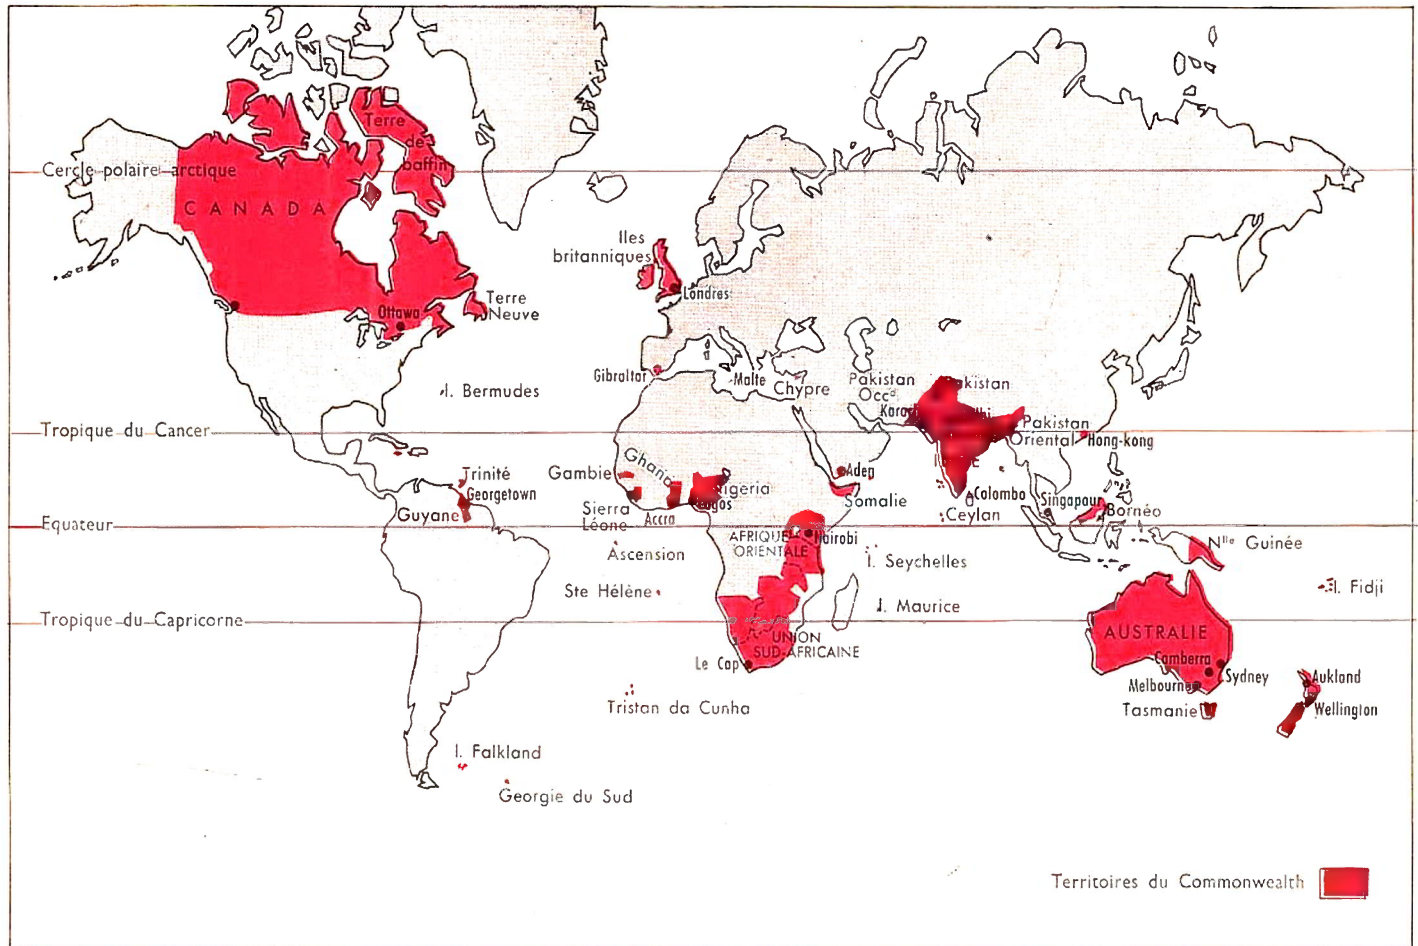 Terre
de
baffin
Cercle polaire arctique
CANADA
Iles
britanniques
Londres
Terre
Neuve
Ottawa
Gibraltar
Malte
Chypre
Pakistan
Occ^al
I. Bermudes
Pakistan
Oriental
Hong-kong
Tropique du Cancer
Trinité
Georgetown
Guyane
Gambie
Ghana
Nigeria
Lagos
Sierra
Léone
Accra
Aden
Somalie
Colombo
Ceylan
Singapour
Bornéo
Equateur
AFRIQUE
ORIENTALE
Nairobi
Ascension
I. Seychelles
Nlle Guinée
Ste Hélène
I. Maurice
I. Fidji
Tropique du Capricorne
UNION
SUD-AFRICAINE
Le Cap
AUSTRALIE
Camberra
Sydney
Melbourne
Tasmanie
Aukland
Wellington
Tristan da Cunha
I. Falkland
Georgie du Sud
Territoires du Commonwealth